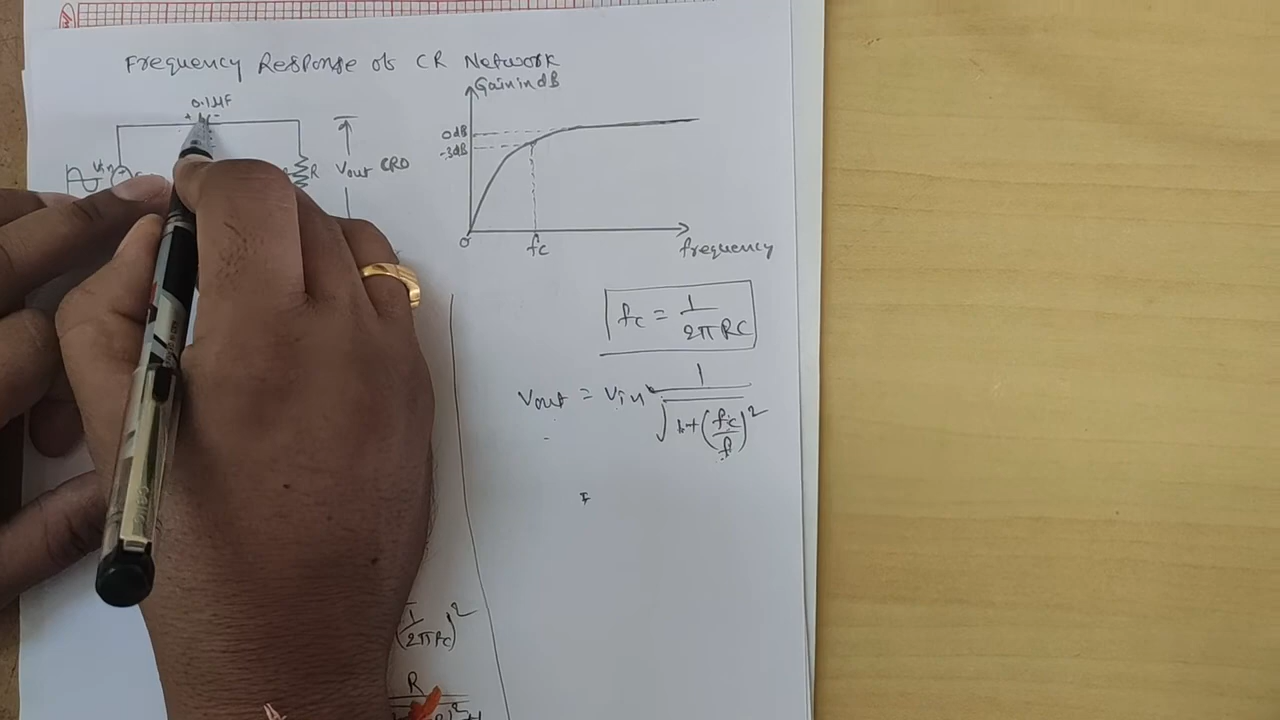 Frequency Response of CR Network
0.1μF
+ -
Vin
R
Vout CRO
Gain in dB
0dB
-3dB
0
fc
frequency
fc = 1 / 2πRC
Vout = Vin 1 / √(1+(fc/f)²)
1 / 2πfc )²
R